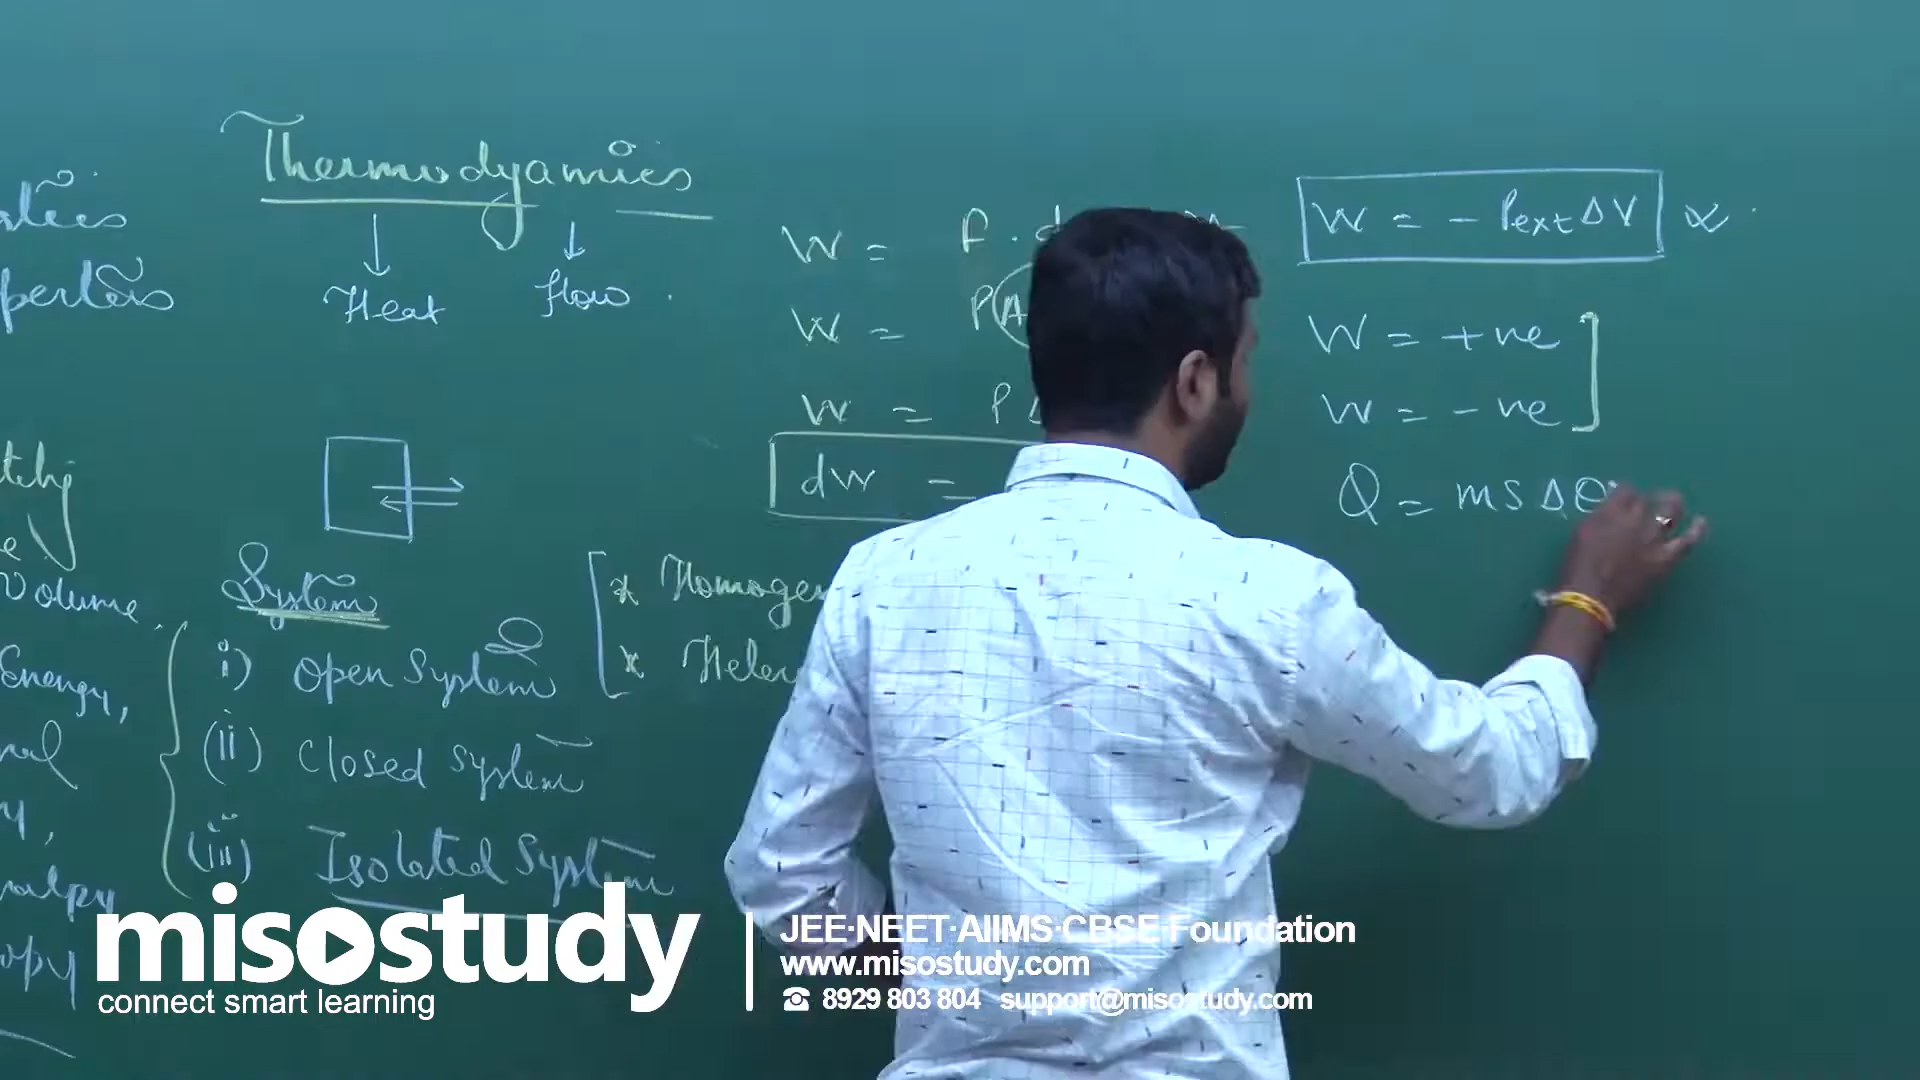 Thermodyamics
Heat
flow
W =
W =
W =
dW =
W = - Pext ΔV
W = +ve
W = - ve
Q = ms Δθ
Volume
Energy,
System
i) Open System
(ii) Closed System
(iii) Isolated System
* Homogen
* Heter
misostudy
connect smart learning
JEE·NEET·AIIMS·CBSE·Foundation
www.misostudy.com
☎ 8929 803 804 support@misostudy.com